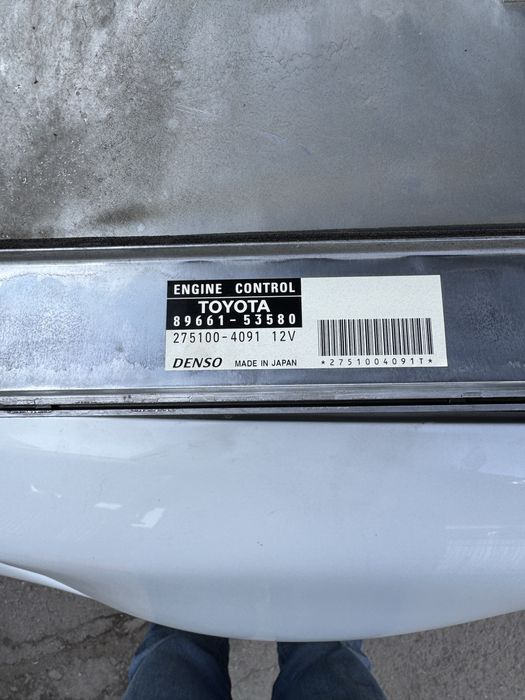 ENGINE CONTROL
TOYOTA
89661-53580
275100-4091 12V
DENSO MADE IN JAPAN
*2751004091T*